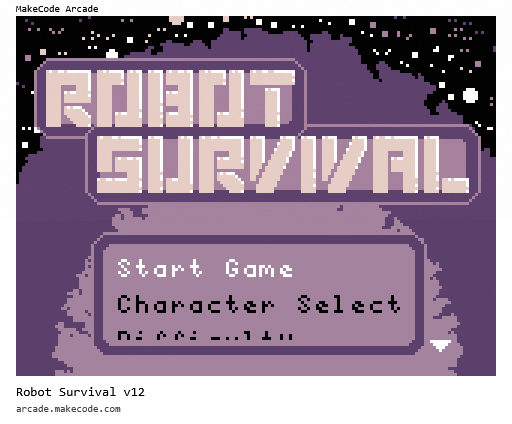 MakeCode Arcade
ROBOT
SURVIVAL
Start Game
Character Select
Robot Survival v12
arcade.makecode.com